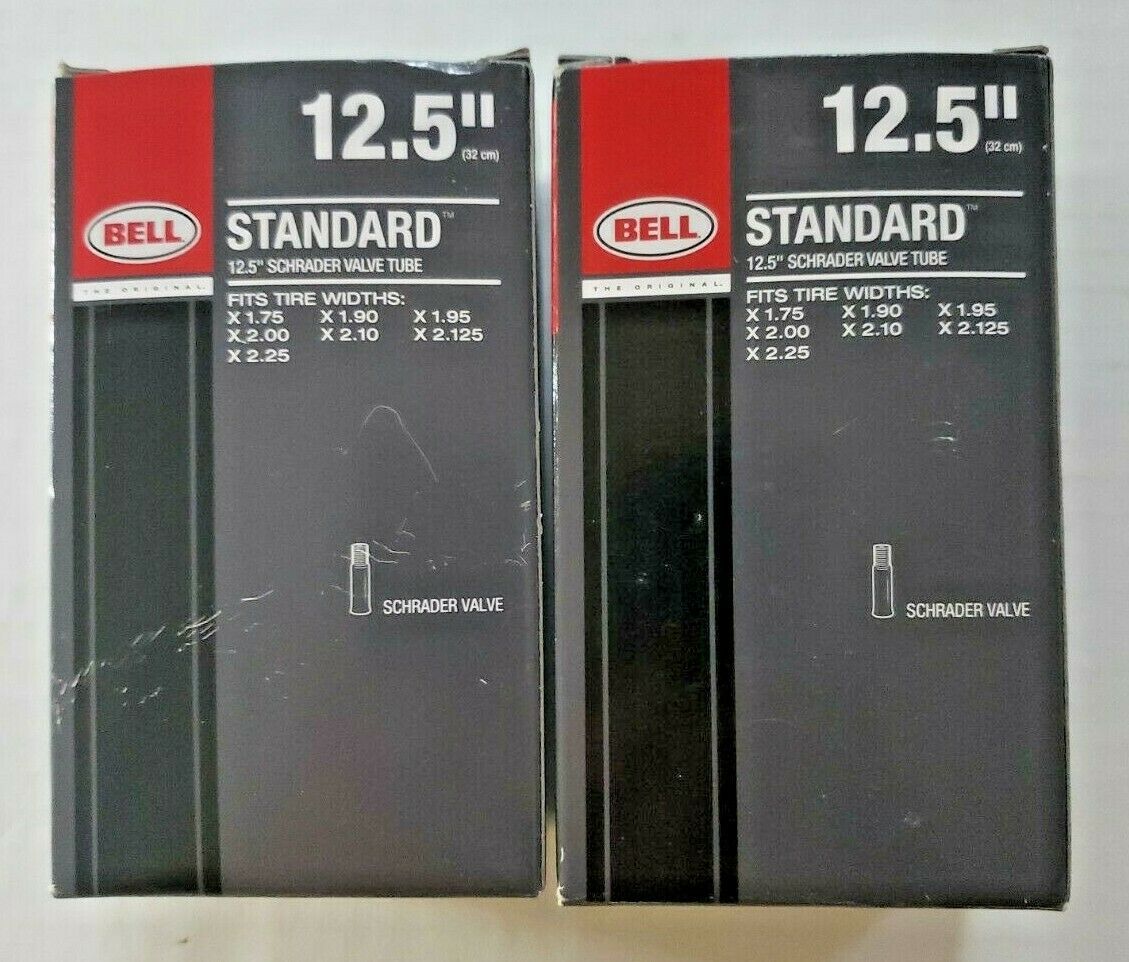 12.5"
(32 cm)
BELL
STANDARD™
12.5" SCHRADER VALVE TUBE
THE ORIGINAL.
FITS TIRE WIDTHS:
X 1.75 X 1.90 X 1.95
X 2.00 X 2.10 X 2.125
X 2.25
SCHRADER VALVE
12.5"
(32 cm)
BELL
STANDARD™
12.5" SCHRADER VALVE TUBE
THE ORIGINAL.
FITS TIRE WIDTHS:
X 1.75 X 1.90 X 1.95
X 2.00 X 2.10 X 2.125
X 2.25
SCHRADER VALVE